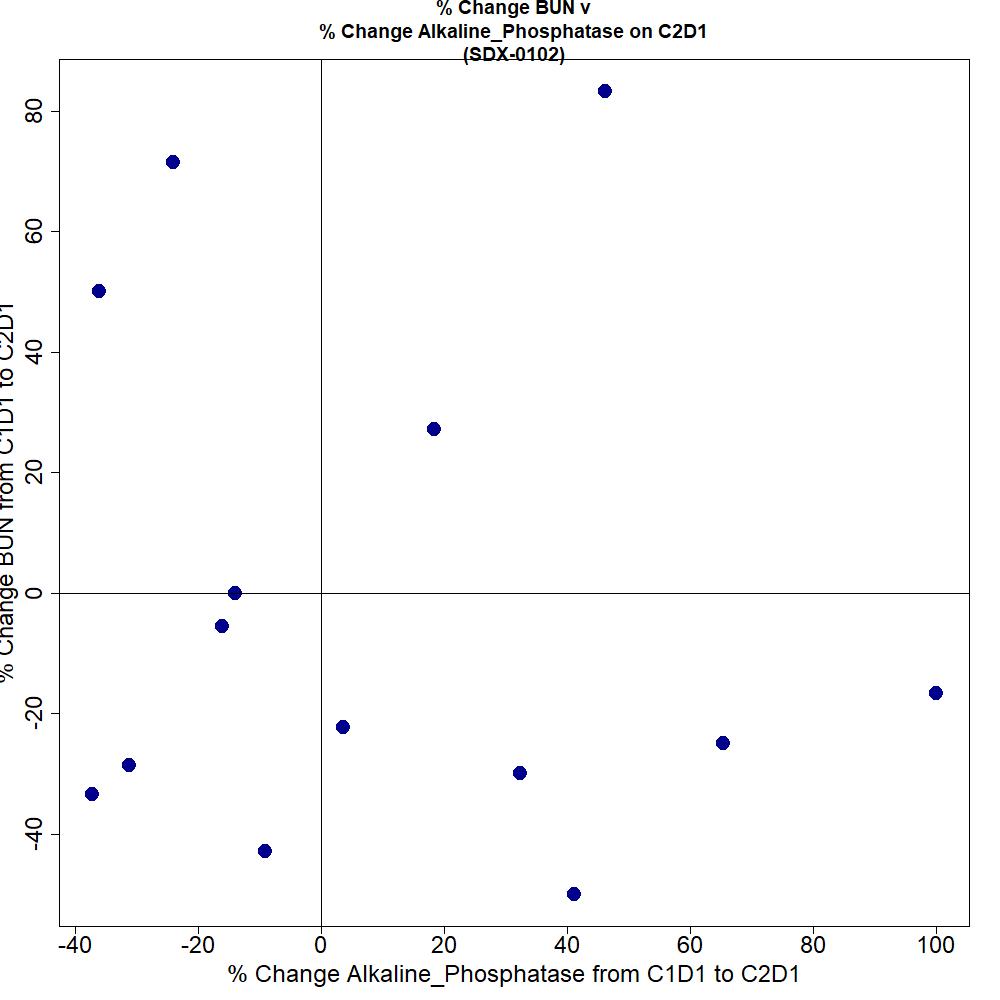 % Change BUN v
% Change Alkaline_Phosphatase on C2D1
(SDX-0102)
% Change BUN from C1D1 to C2D1
80
60
40
20
0
-20
-40
-40 -20 0 20 40 60 80 100
% Change Alkaline_Phosphatase from C1D1 to C2D1